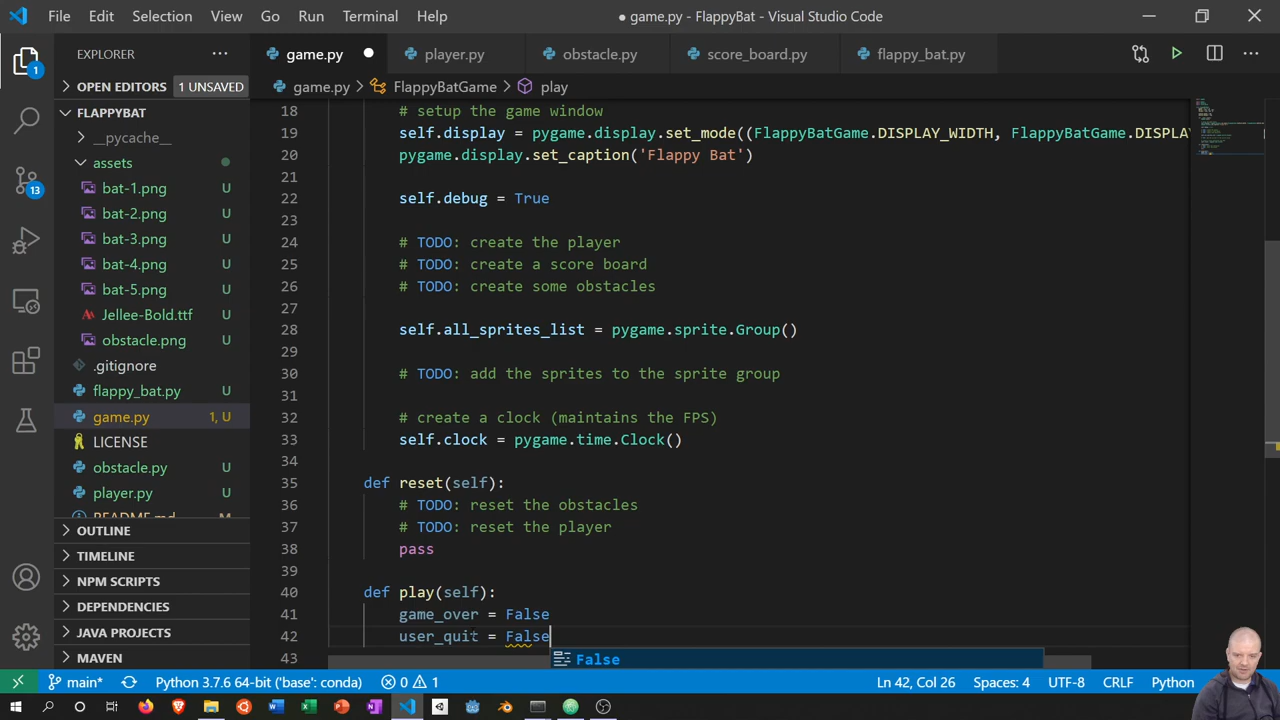 File Edit Selection View Go Run Terminal Help ● game.py - FlappyBat - Visual Studio Code
EXPLORER ···
game.py ● player.py obstacle.py score_board.py flappy_bat.py
1
OPEN EDITORS 1 UNSAVED
game.py > FlappyBatGame > play
FLAPPYBAT
__pycache__
assets
bat-1.png U
bat-2.png U
bat-3.png U
bat-4.png U
bat-5.png U
Jellee-Bold.ttf U
obstacle.png U
.gitignore
flappy_bat.py U
game.py 1, U
LICENSE
obstacle.py U
player.py U
README.md M
OUTLINE
TIMELINE
NPM SCRIPTS
DEPENDENCIES
JAVA PROJECTS
MAVEN
13
18 # setup the game window
19 self.display = pygame.display.set_mode((FlappyBatGame.DISPLAY_WIDTH, FlappyBatGame.DISPLA
20 pygame.display.set_caption('Flappy Bat')
21
22 self.debug = True
23
24 # TODO: create the player
25 # TODO: create a score board
26 # TODO: create some obstacles
27
28 self.all_sprites_list = pygame.sprite.Group()
29
30 # TODO: add the sprites to the sprite group
31
32 # create a clock (maintains the FPS)
33 self.clock = pygame.time.Clock()
34
35 def reset(self):
36 # TODO: reset the obstacles
37 # TODO: reset the player
38 pass
39
40 def play(self):
41 game_over = False
42 user_quit = False
43
False
main* Python 3.7.6 64-bit ('base': conda) 0 1 Ln 42, Col 26 Spaces: 4 UTF-8 CRLF Python